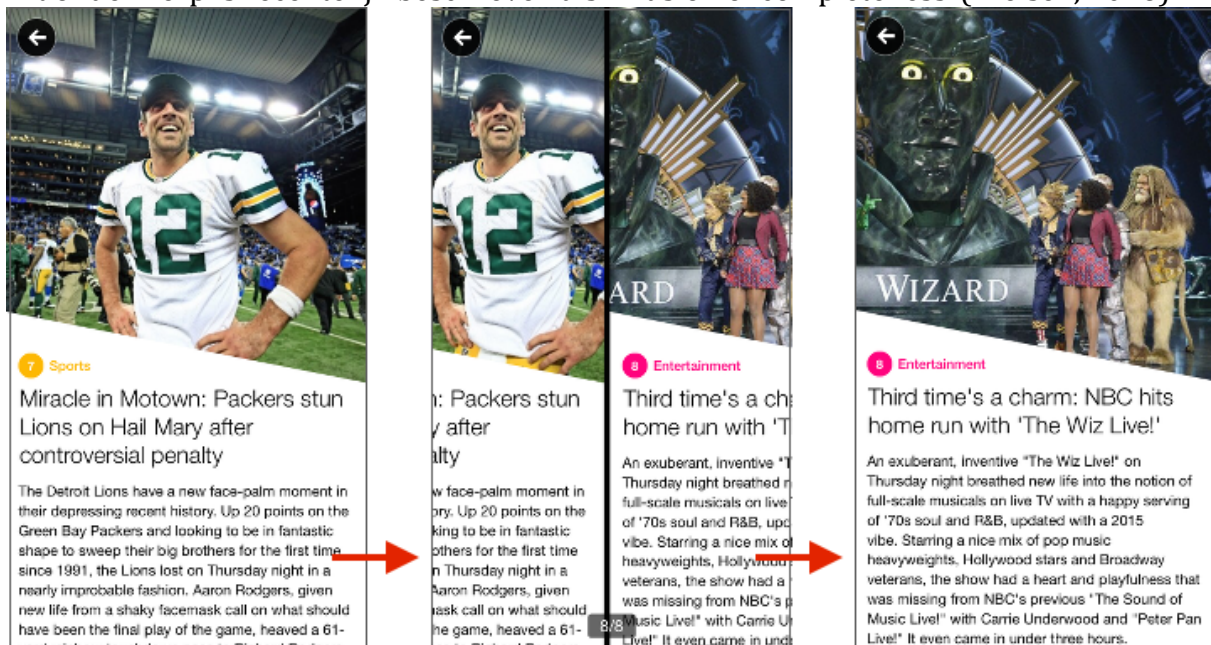 12
7 Sports
Miracle in Motown: Packers stun
Lions on Hail Mary after
controversial penalty
The Detroit Lions have a new face-palm moment in
their depressing recent history. Up 20 points on the
Green Bay Packers and looking to be in fantastic
shape to sweep their big brothers for the first time
since 1991, the Lions lost on Thursday night in a
nearly improbable fashion. Aaron Rodgers, given
new life from a shaky facemask call on what should
have been the final play of the game, heaved a 61-
12
: Packers stun
after
alty
w face-palm moment in
ory. Up 20 points on the
king to be in fantastic
others for the first time
n Thursday night in a
Aaron Rodgers, given
ask call on what should
he game, heaved a 61-
ARD
8 Entertainment
Third time's a cha
home run with 'T
An exuberant, inventive "T
Thursday night breathed n
full-scale musicals on live
of '70s soul and R&B, upd
vibe. Starring a nice mix of
heavyweights, Hollywood
veterans, the show had a
was missing from NBC's p
Music Live!" with Carrie Un
Live!" It even came in unde
8/8
WIZARD
8 Entertainment
Third time's a charm: NBC hits
home run with 'The Wiz Live!'
An exuberant, inventive "The Wiz Live!" on
Thursday night breathed new life into the notion of
full-scale musicals on live TV with a happy serving
of '70s soul and R&B, updated with a 2015
vibe. Starring a nice mix of pop music
heavyweights, Hollywood stars and Broadway
veterans, the show had a heart and playfulness that
was missing from NBC's previous "The Sound of
Music Live!" with Carrie Underwood and "Peter Pan
Live!" It even came in under three hours.